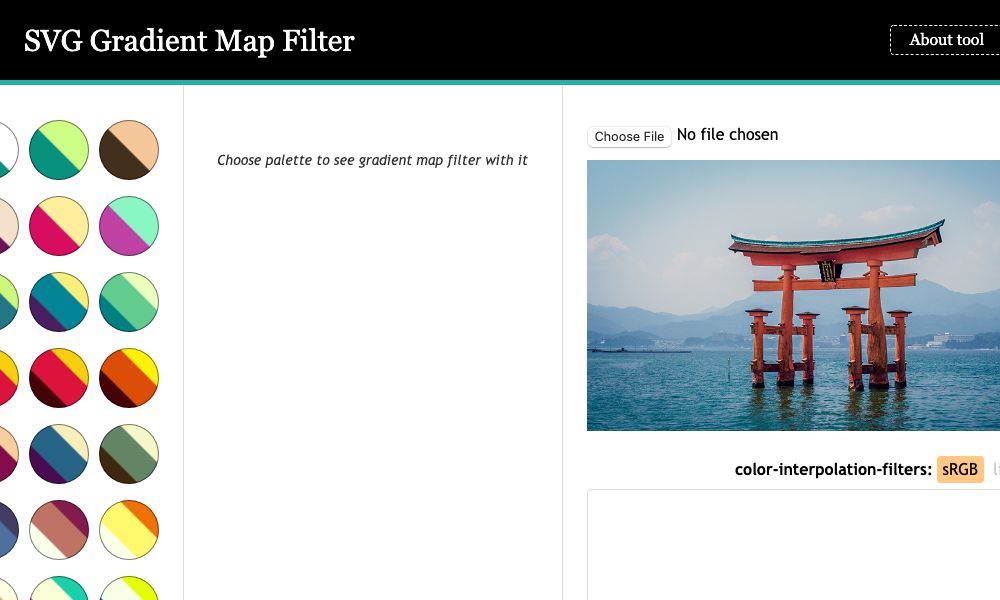 SVG Gradient Map Filter
About tool
Choose palette to see gradient map filter with it
Choose File No file chosen
color-interpolation-filters: sRGB